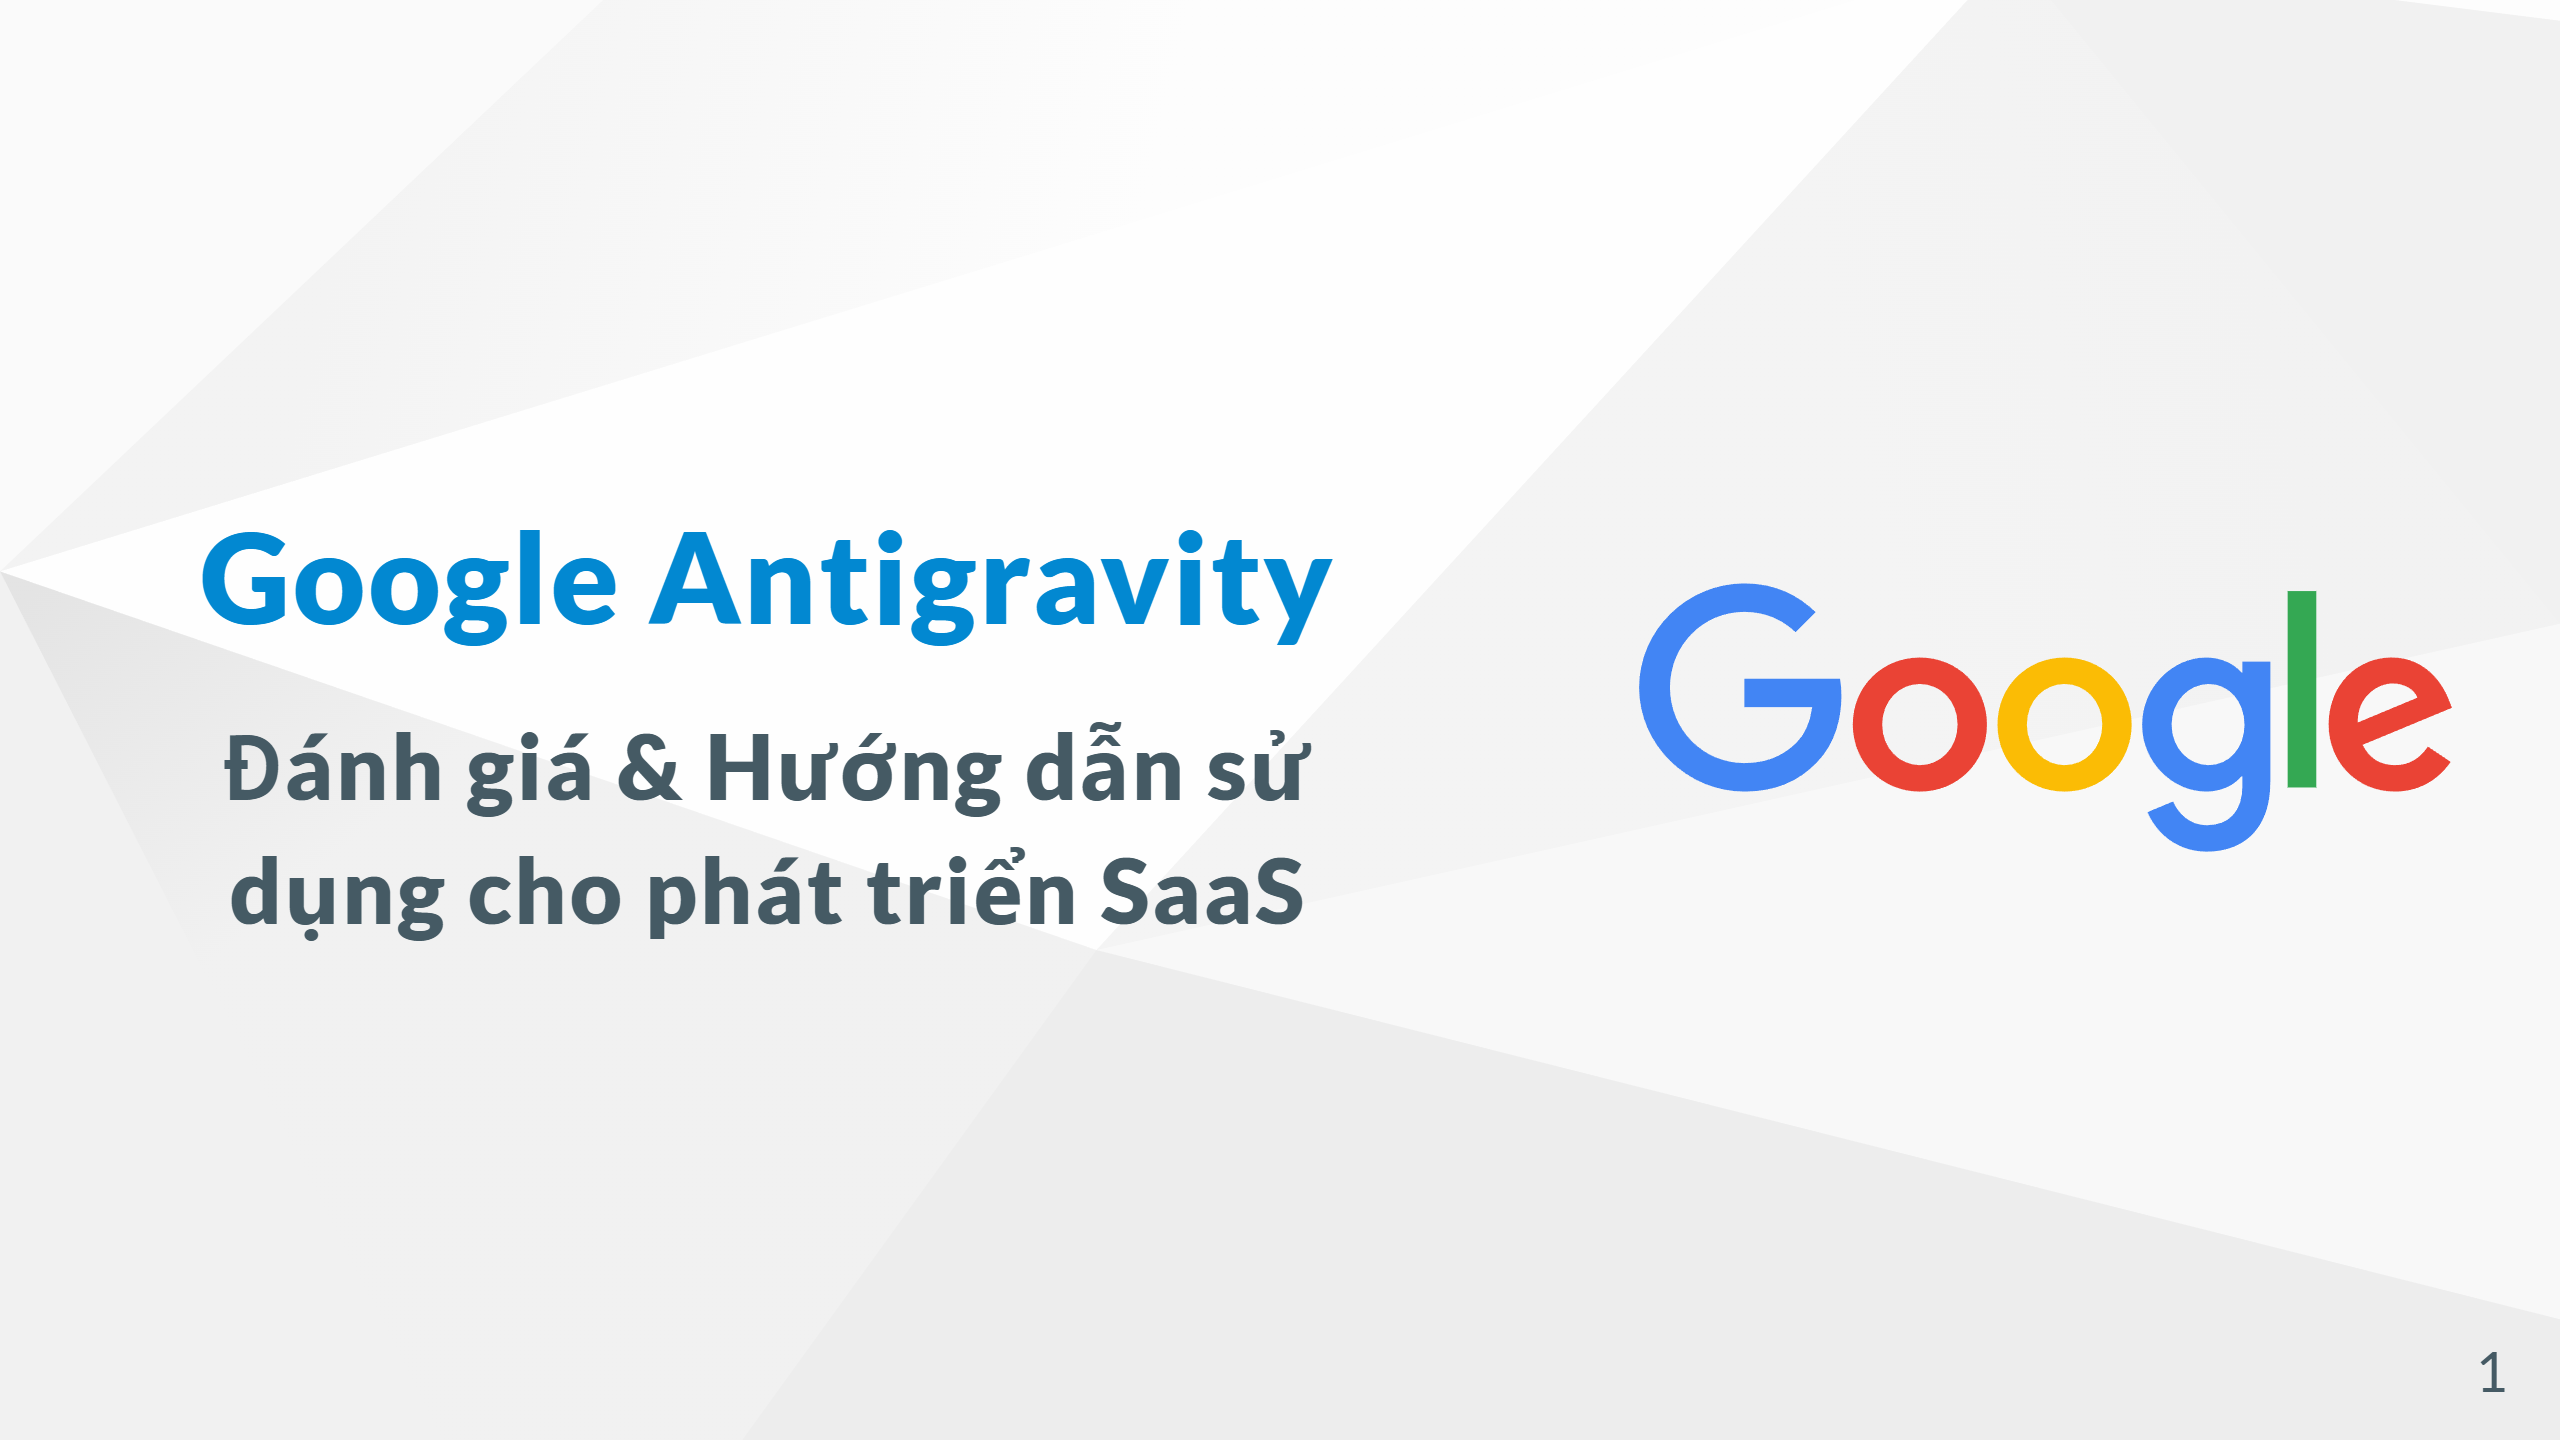 Google Antigravity
Đánh giá & Hướng dẫn sử
dụng cho phát triển SaaS
Google
1